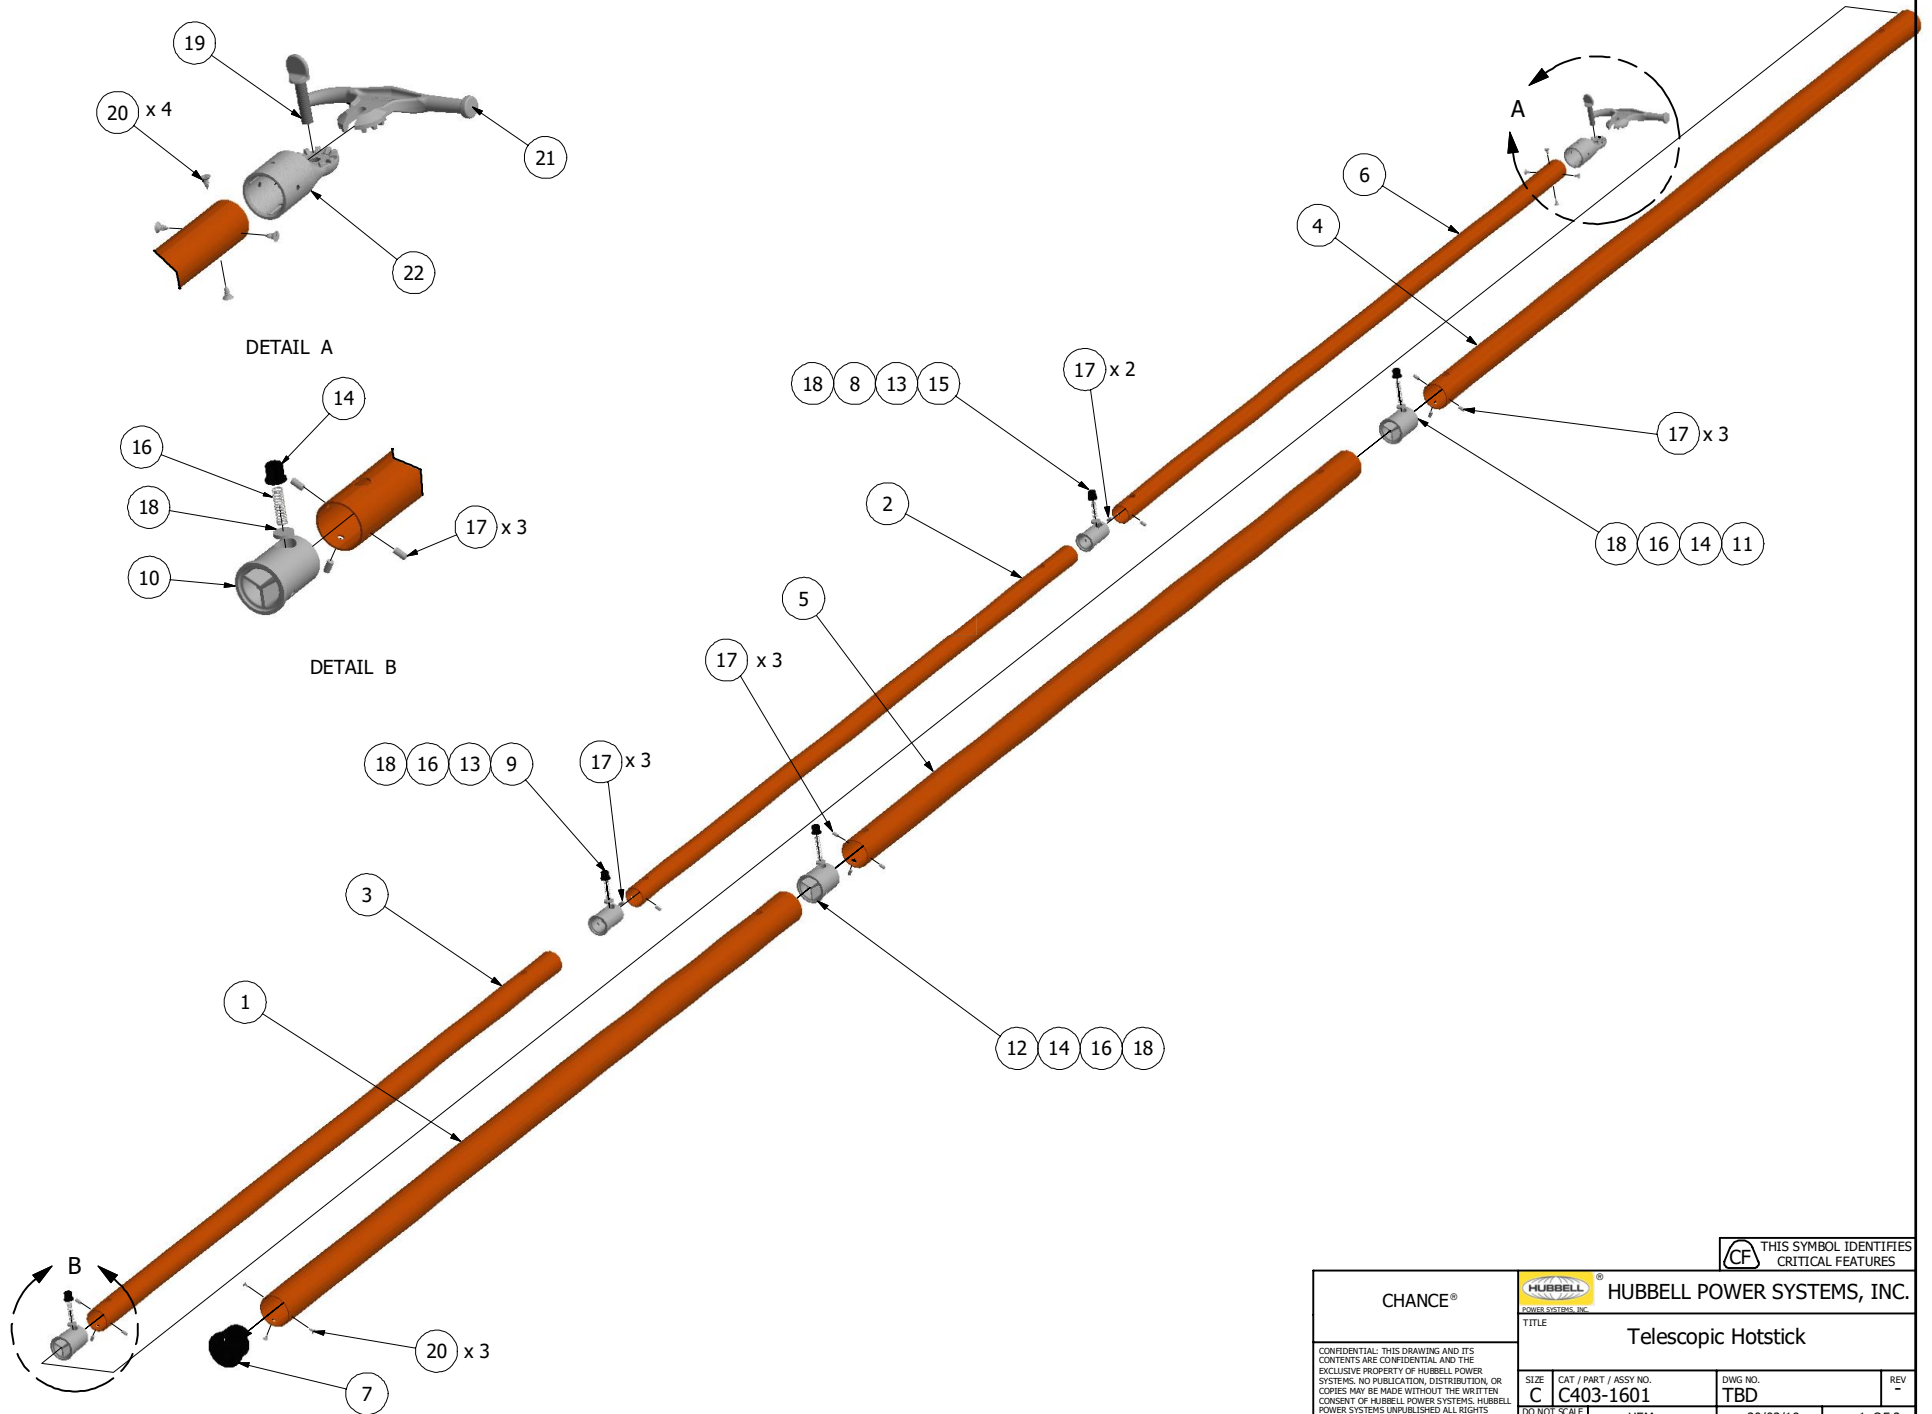 19
20 x 4
21
22
DETAIL A
14
16
18
17 x 3
10
DETAIL B
A
6
4
18 8 13 15
17 x 2
17 x 3
2
18 16 14 11
5
17 x 3
18 16 13 9
17 x 3
3
1
12 14 16 18
B
20 x 3
7
CF THIS SYMBOL IDENTIFIES
CRITICAL FEATURES
CHANCE®
HUBBELL ® HUBBELL POWER SYSTEMS, INC.
POWER SYSTEMS, INC.
TITLE
Telescopic Hotstick
CONFIDENTIAL: THIS DRAWING AND ITS
CONTENTS ARE CONFIDENTIAL AND THE
EXCLUSIVE PROPERTY OF HUBBELL POWER
SYSTEMS. NO PUBLICATION, DISTRIBUTION, OR
COPIES MAY BE MADE WITHOUT THE WRITTEN
CONSENT OF HUBBELL POWER SYSTEMS. HUBBELL
POWER SYSTEMS UNPUBLISHED ALL RIGHTS
SIZE
C
CAT / PART / ASSY NO.
C403-1601
DWG NO.
TBD
REV
-
DO NOT SCALE